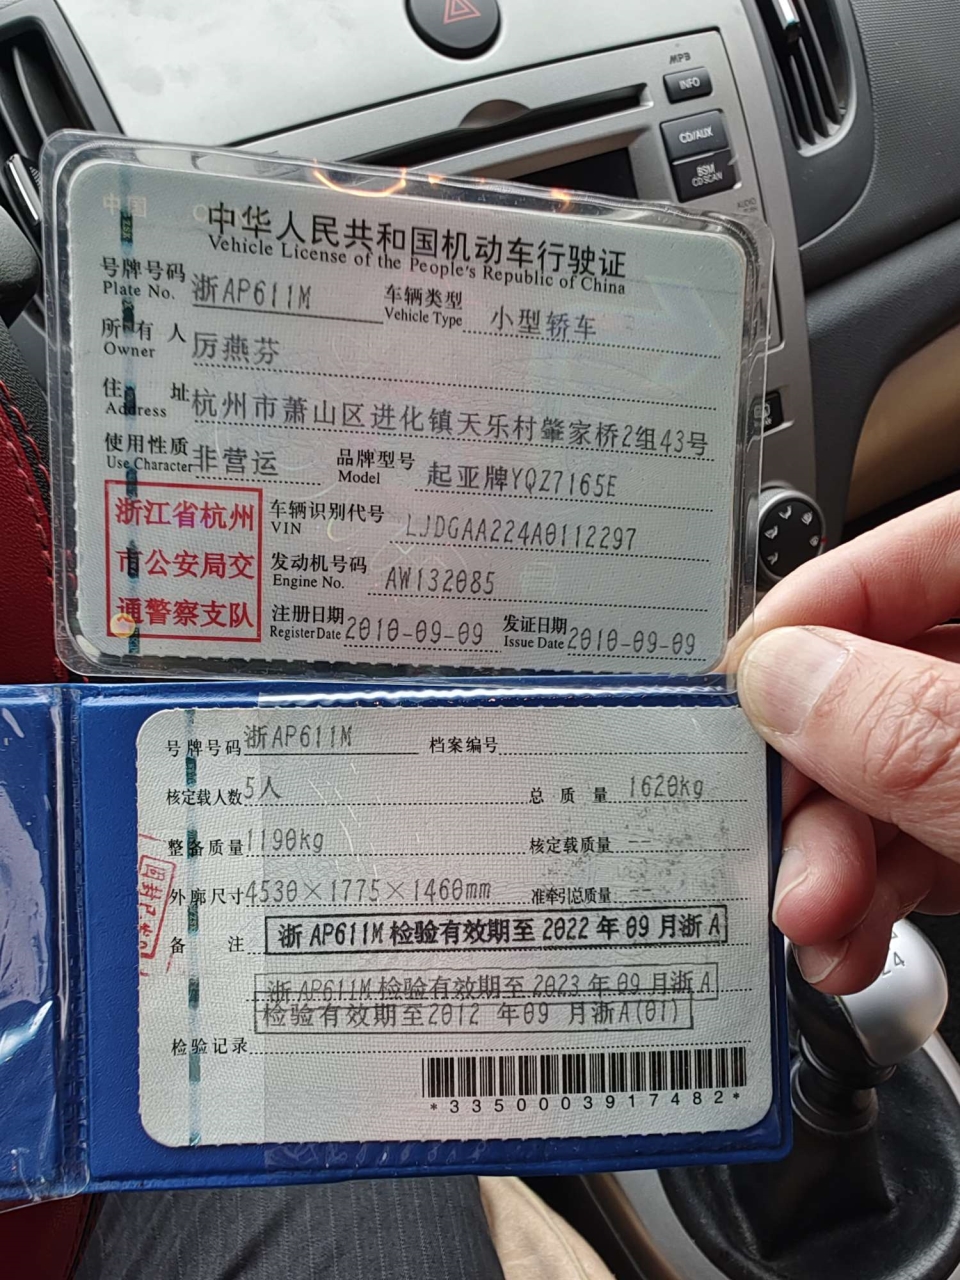 MPB
INFO
CD/AUX
BSM
CD SCAN
AUDIO
中国
中华人民共和国机动车行驶证
Vehicle License of the People's Republic of China
号牌号码 浙AP611M 车辆类型 小型轿车
Plate No. Vehicle Type
所有人 厉燕芬
Owner
住址 杭州市萧山区进化镇天乐村肇家桥2组43号
Address
使用性质 非营运 品牌型号 起亚牌YQZ7165E
Use Character Model
浙江省杭州
市公安局交
通警察支队
车辆识别代号 LJDGAA224A0112297
VIN
发动机号码 AW132085
Engine No.
注册日期 2010-09-09 发证日期 2010-09-09
Register Date Issue Date
号牌号码 浙AP611M 档案编号
核定载人数 5人 总质量 1620kg
整备质量 1190kg 核定载质量 --
外廓尺寸 4530×1775×1460mm 准牵引总质量 --
备注 浙AP611M检验有效期至2022年09月浙A
浙AP611M检验有效期至2023年09月浙A
检验有效期至2012年09月浙A(01)
检验记录
*3350003917482*
2 4